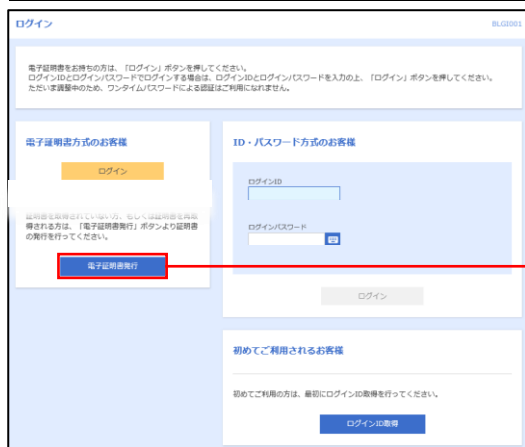 ログイン
BLGI001
電子証明書をお持ちの方は、「ログイン」ボタンを押してください。
ログインIDとログインパスワードでログインする場合は、ログインIDとログインパスワードを入力の上、「ログイン」ボタンを押してください。
ただいま調整中のため、ワンタイムパスワードによる認証はご利用になれません。
電子証明書方式のお客様
ログイン
証明書を取得されていない方、もしくは証明書を再取
得される方は、「電子証明書発行」ボタンより証明書
の発行を行ってください。
電子証明書発行
ID・パスワード方式のお客様
ログインID
ログインパスワード
ログイン
初めてご利用されるお客様
初めてご利用の方は、最初にログインID取得を行ってください。
ログインID取得